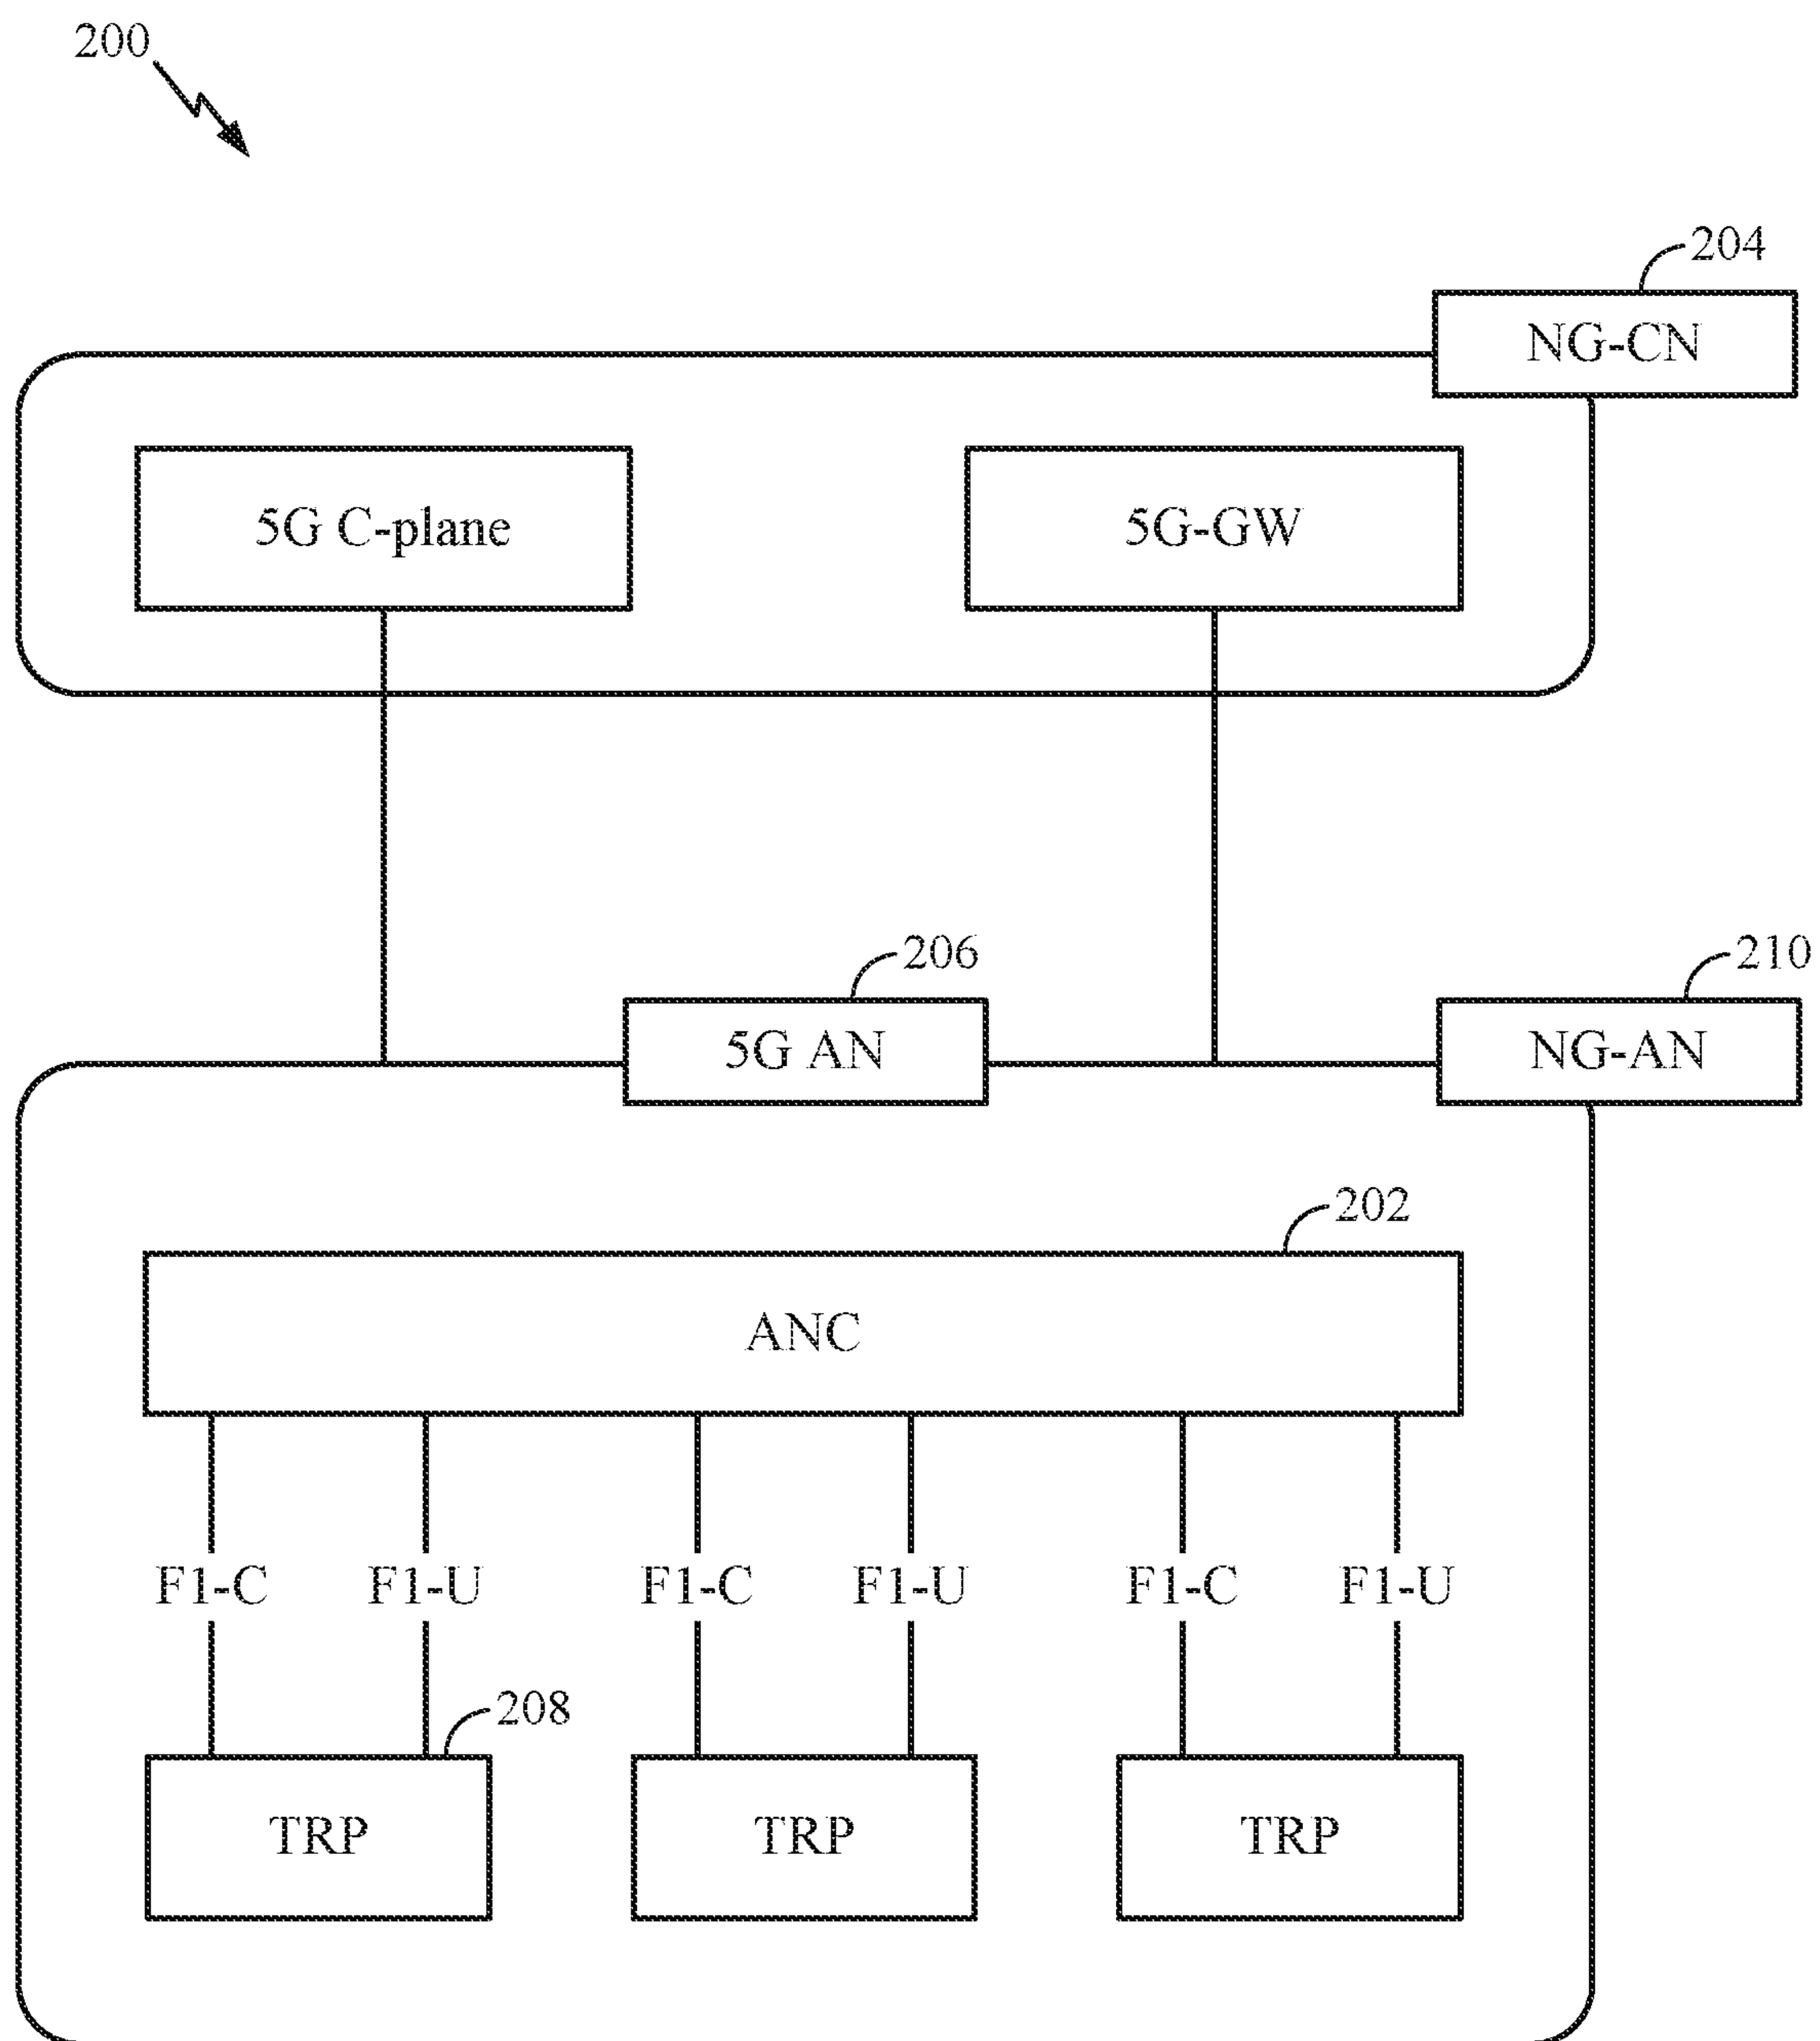 200
204
NG-CN
5G C-plane
5G-GW
206
210
5G AN
NG-AN
202
ANC
F1-C
F1-U
F1-C
F1-U
F1-C
F1-U
208
TRP
TRP
TRP